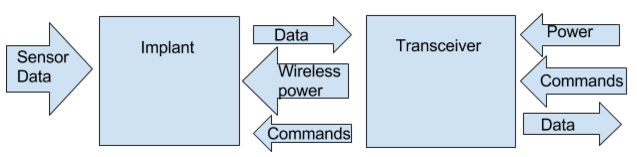 Sensor
Data
Implant
Data
Wireless
power
Commands
Transceiver
Power
Commands
Data